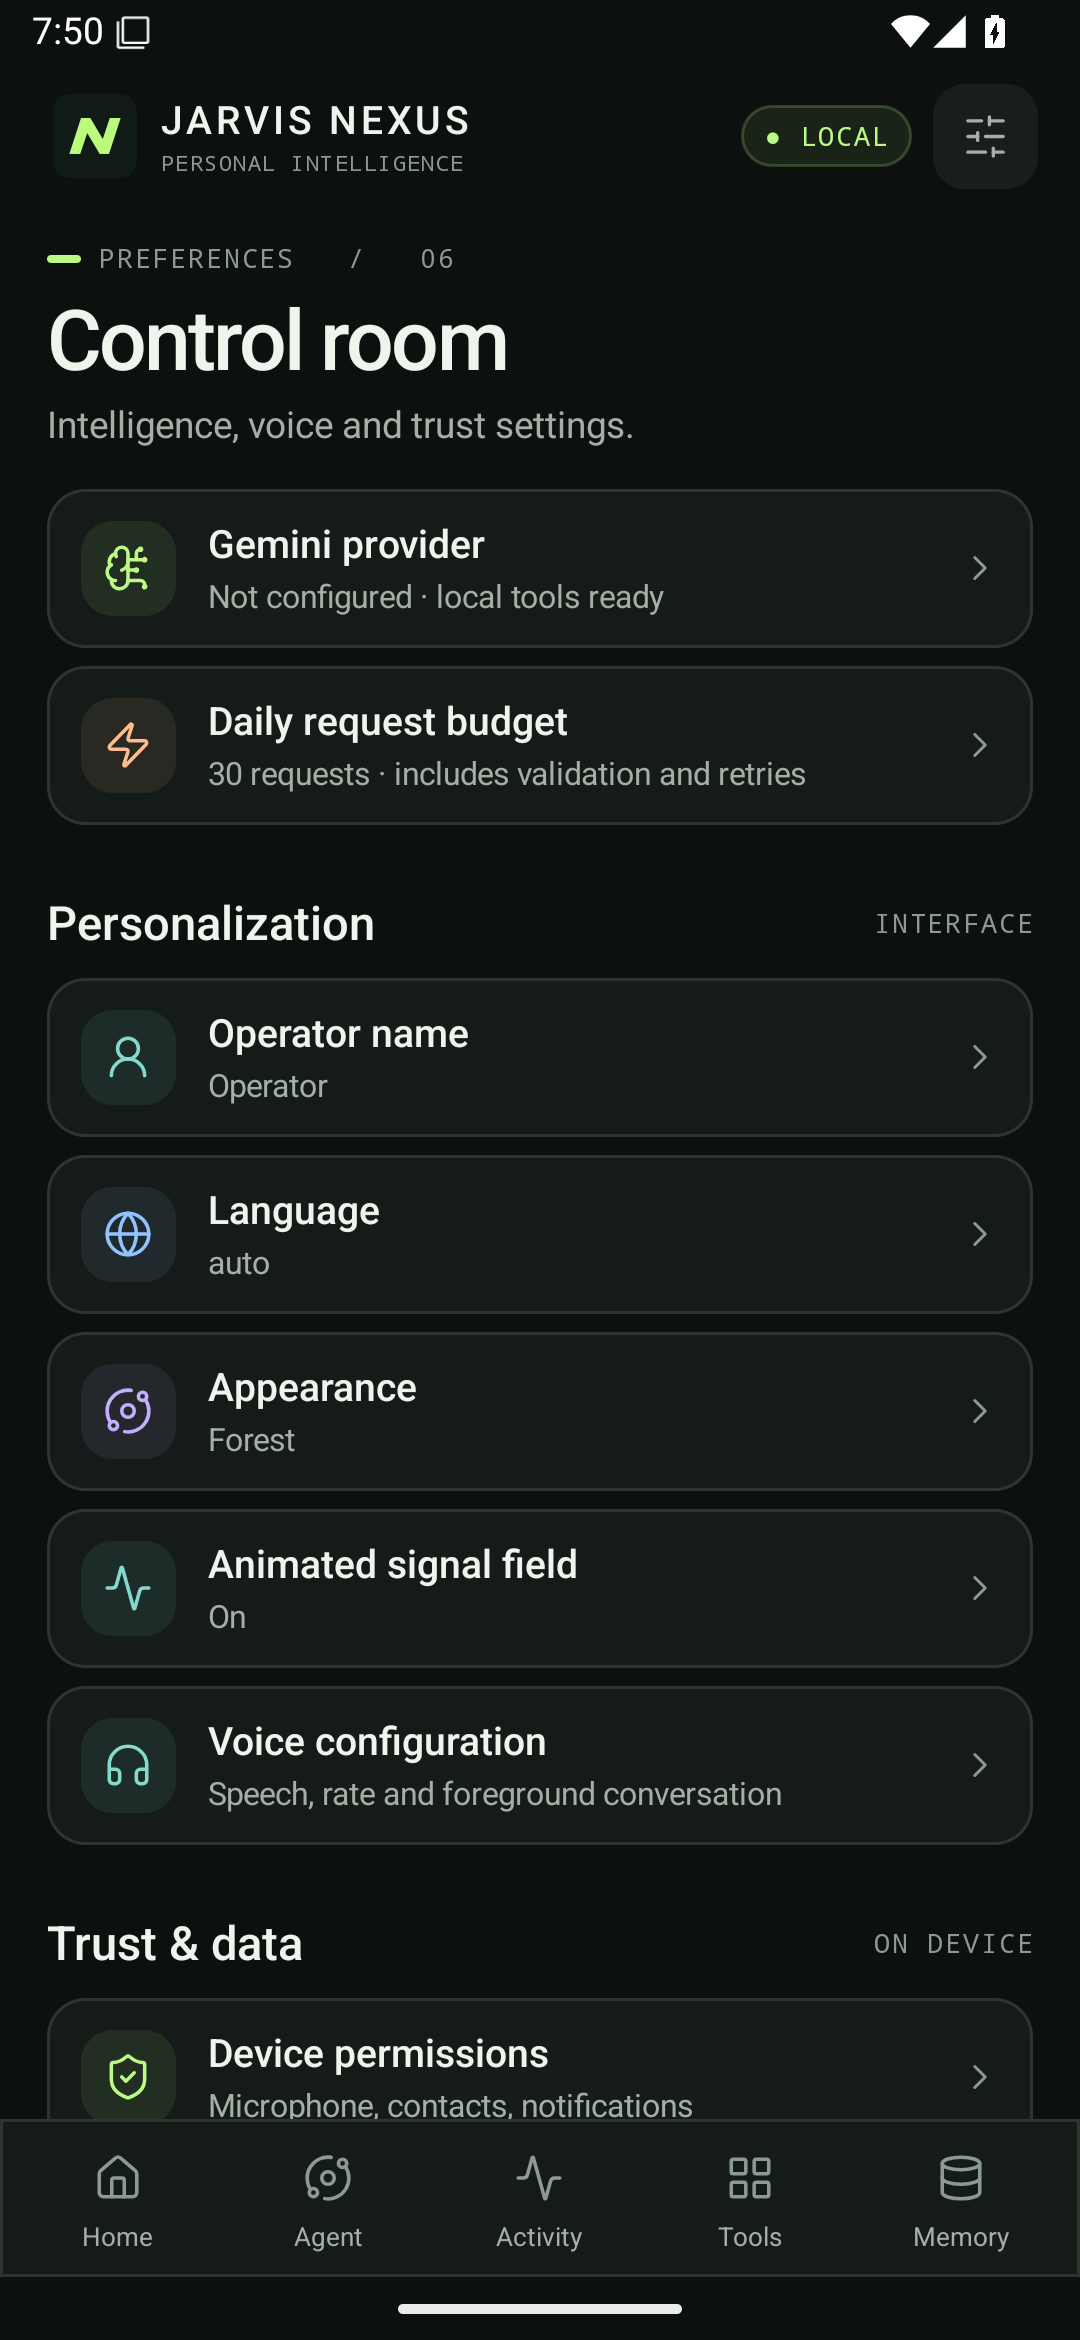 7:50
JARVIS NEXUS
PERSONAL INTELLIGENCE
LOCAL
PREFERENCES / 06
Control room
Intelligence, voice and trust settings.
Gemini provider
Not configured · local tools ready
Daily request budget
30 requests · includes validation and retries
Personalization
INTERFACE
Operator name
Operator
Language
auto
Appearance
Forest
Animated signal field
On
Voice configuration
Speech, rate and foreground conversation
Trust & data
ON DEVICE
Device permissions
Microphone, contacts, notifications
Home
Agent
Activity
Tools
Memory